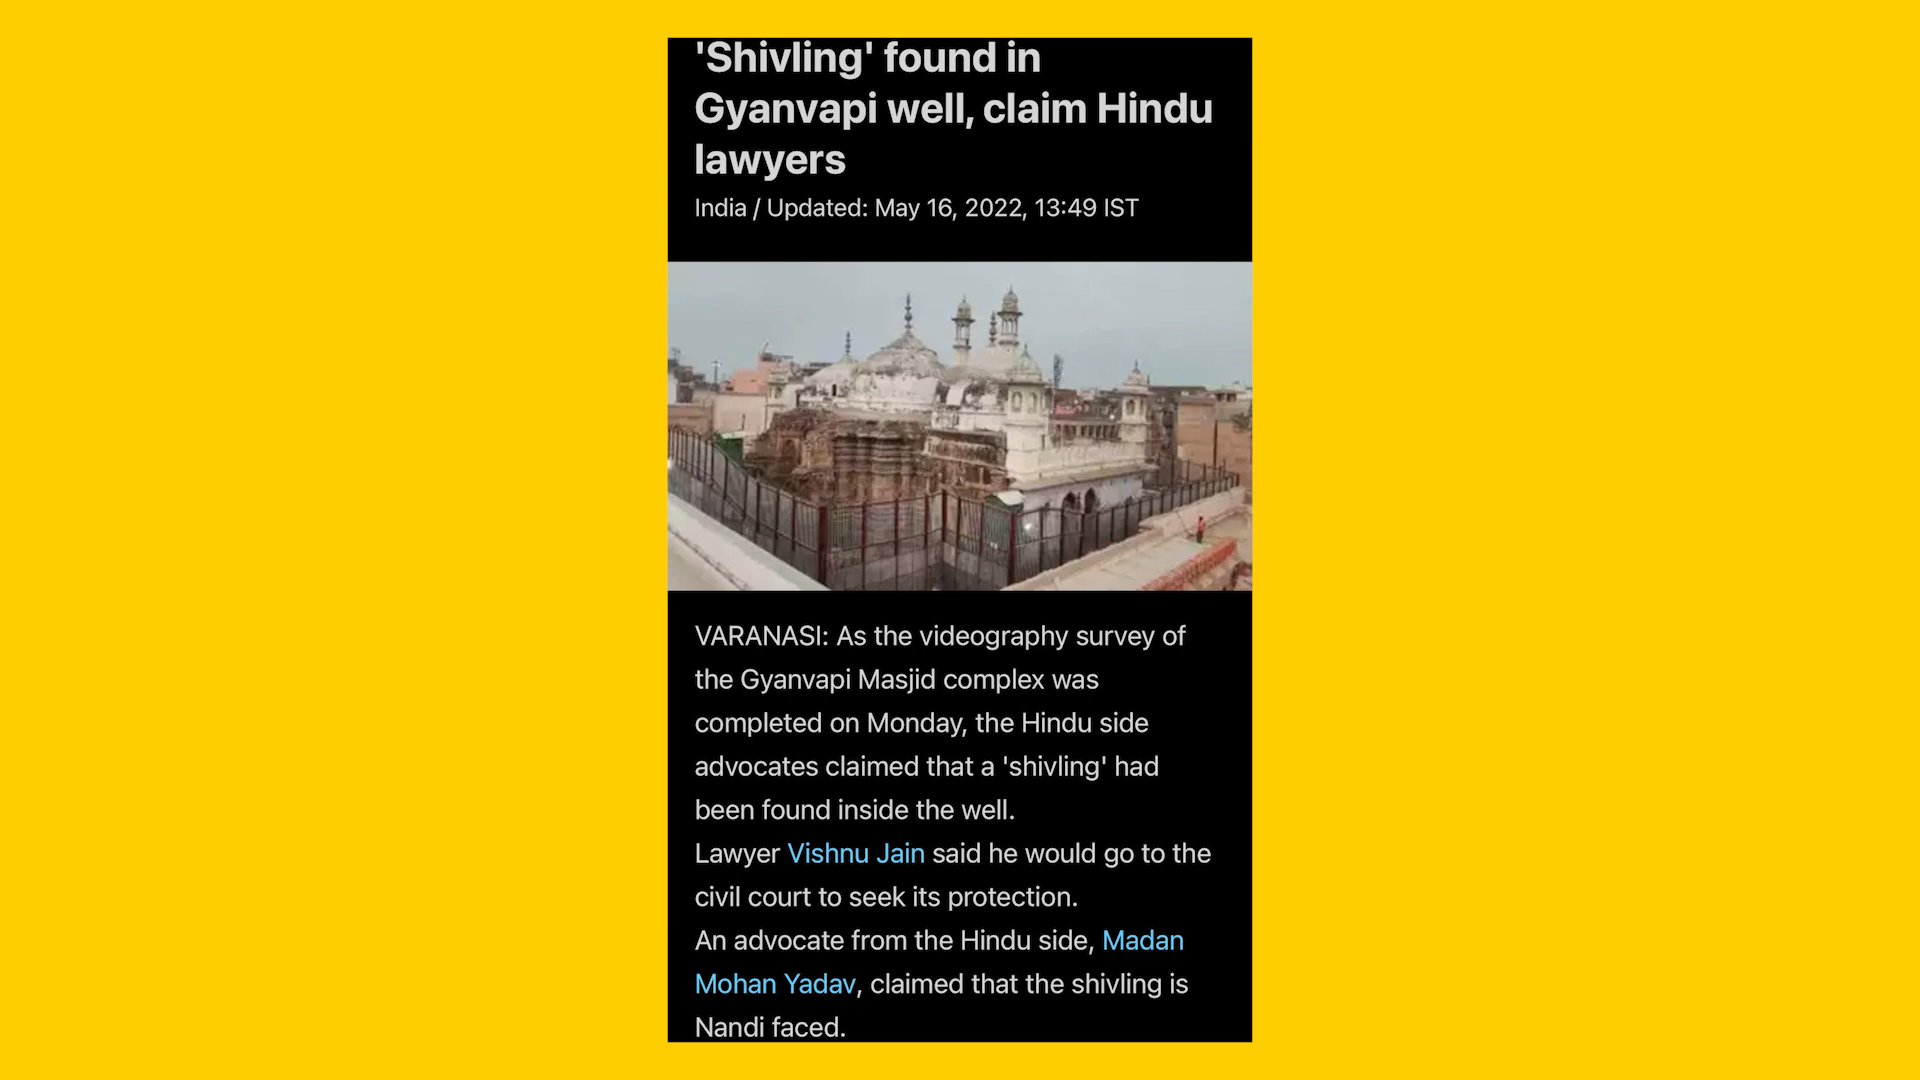 'Shivling' found in
Gyanvapi well, claim Hindu
lawyers
India / Updated: May 16, 2022, 13:49 IST
VARANASI: As the videography survey of
the Gyanvapi Masjid complex was
completed on Monday, the Hindu side
advocates claimed that a 'shivling' had
been found inside the well.
Lawyer Vishnu Jain said he would go to the
civil court to seek its protection.
An advocate from the Hindu side, Madan
Mohan Yadav, claimed that the shivling is
Nandi faced.